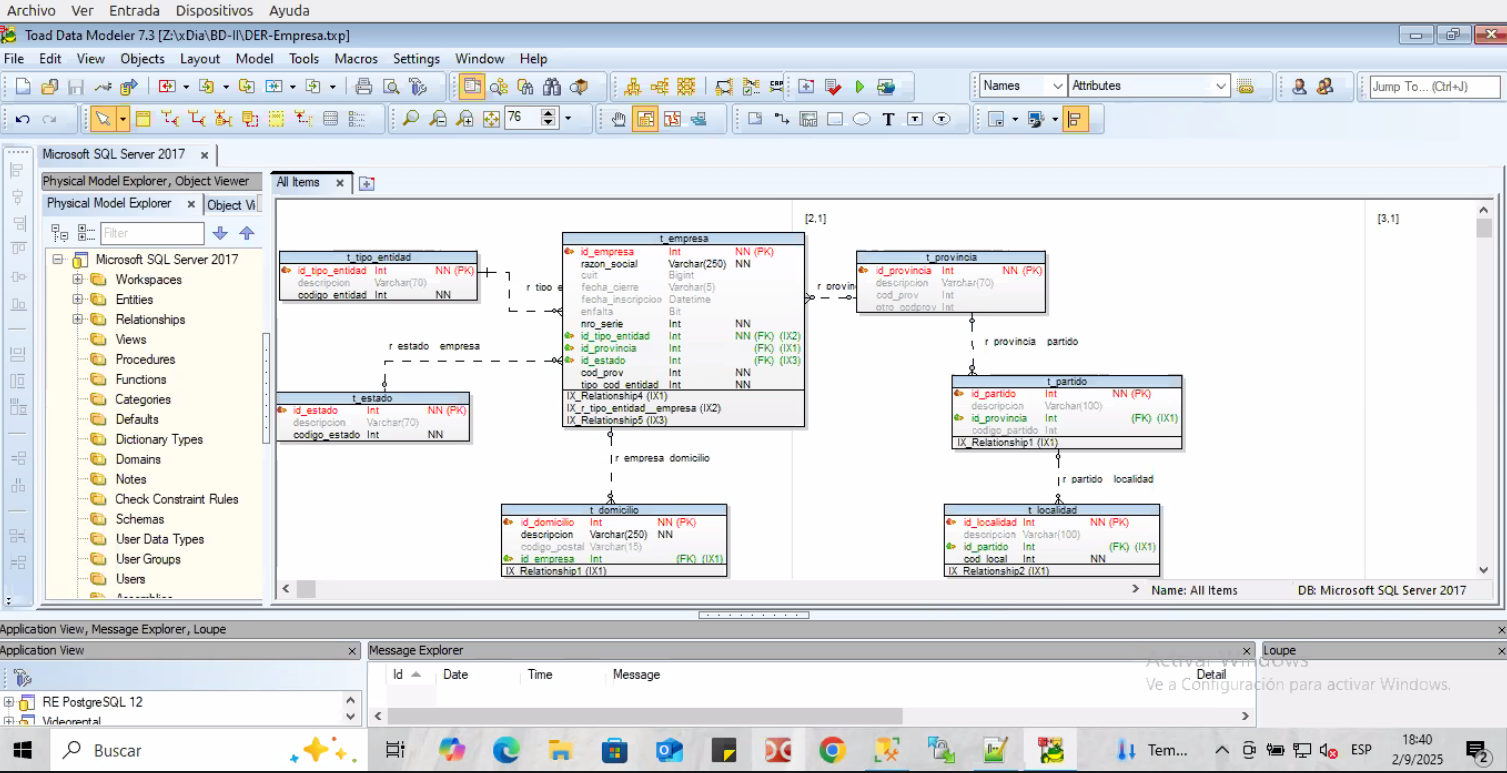 Archivo Ver Entrada Dispositivos Ayuda
Toad Data Modeler 7.3 [Z:\xDia\BD-II\DER-Empresa.txp]
File Edit View Objects Layout Model Tools Macros Settings Window Help
Names Attributes Jump To... (Ctrl+J)
76
Microsoft SQL Server 2017
Physical Model Explorer, Object Viewer
Physical Model Explorer Object Vi
Filter
Microsoft SQL Server 2017
Workspaces
Entities
Relationships
Views
Procedures
Functions
Categories
Defaults
Dictionary Types
Domains
Notes
Check Constraint Rules
Schemas
User Data Types
User Groups
Users
Assemblies
All Items
[2,1]
[3,1]
t_tipo_entidad
id_tipo_entidad Int NN (PK)
descripcion Varchar(70)
codigo_entidad Int NN
r tipo e
t_empresa
id_empresa Int NN (PK)
razon_social Varchar(250) NN
cuit Bigint
fecha_cierre Varchar(5)
fecha_inscripcion Datetime
enfalta Bit
nro_serie Int NN
id_tipo_entidad Int NN (FK) (IX2)
id_provincia Int (FK) (IX1)
id_estado Int (FK) (IX3)
cod_prov Int NN
tipo_cod_entidad Int NN
IX_Relationship4 (IX1)
IX_r_tipo_entidad__empresa (IX2)
IX_Relationship5 (IX3)
r provin
t_provincia
id_provincia Int NN (PK)
descripcion Varchar(70)
cod_prov Int
otro_codprov Int
r provincia partido
r estado empresa
t_estado
id_estado Int NN (PK)
descripcion Varchar(70)
codigo_estado Int NN
t_partido
id_partido Int NN (PK)
descripcion Varchar(100)
id_provincia Int (FK) (IX1)
codigo_partido Int
IX_Relationship1 (IX1)
r empresa domicilio
r partido localidad
t_domicilio
id_domicilio Int NN (PK)
descripcion Varchar(250) NN
codigo_postal Varchar(15)
id_empresa Int (FK) (IX1)
IX_Relationship1 (IX1)
t_localidad
id_localidad Int NN (PK)
descripcion Varchar(100)
id_partido Int (FK) (IX1)
cod_local Int NN
IX_Relationship2 (IX1)
Name: All Items DB: Microsoft SQL Server 2017
Application View, Message Explorer, Loupe
Application View
RE PostgreSQL 12
Videorental
Message Explorer
Id Date Time Message Detail
Loupe
Activar Windows
Ve a Configuración para activar Windows.
Buscar
Tem...
ESP
18:40
2/9/2025
2